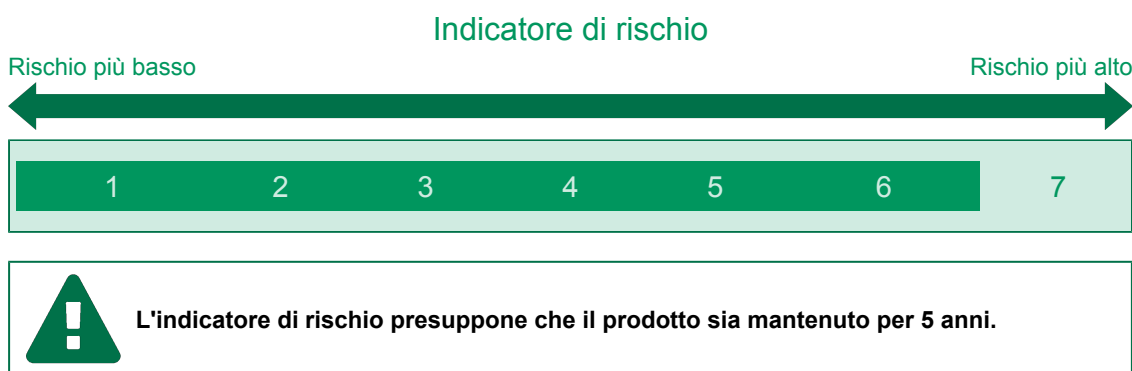 Indicatore di rischio
Rischio più basso Rischio più alto
1 2 3 4 5 6 7
L'indicatore di rischio presuppone che il prodotto sia mantenuto per 5 anni.